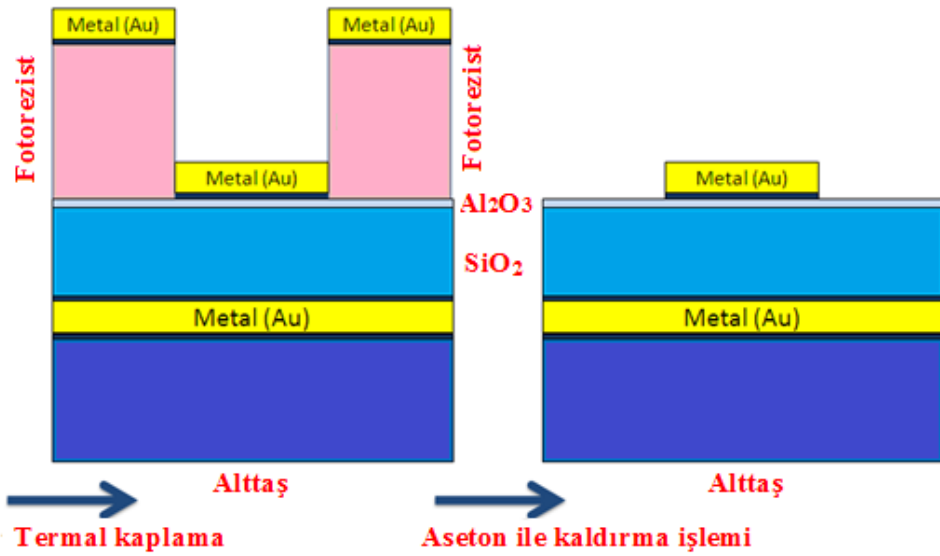 Metal (Au)
Metal (Au)
Fotorezist
Fotorezist
Metal (Au)
Metal (Au)
Al2O3
SiO2
Metal (Au)
Metal (Au)
Alttaş
Alttaş
Termal kaplama
Aseton ile kaldırma işlemi